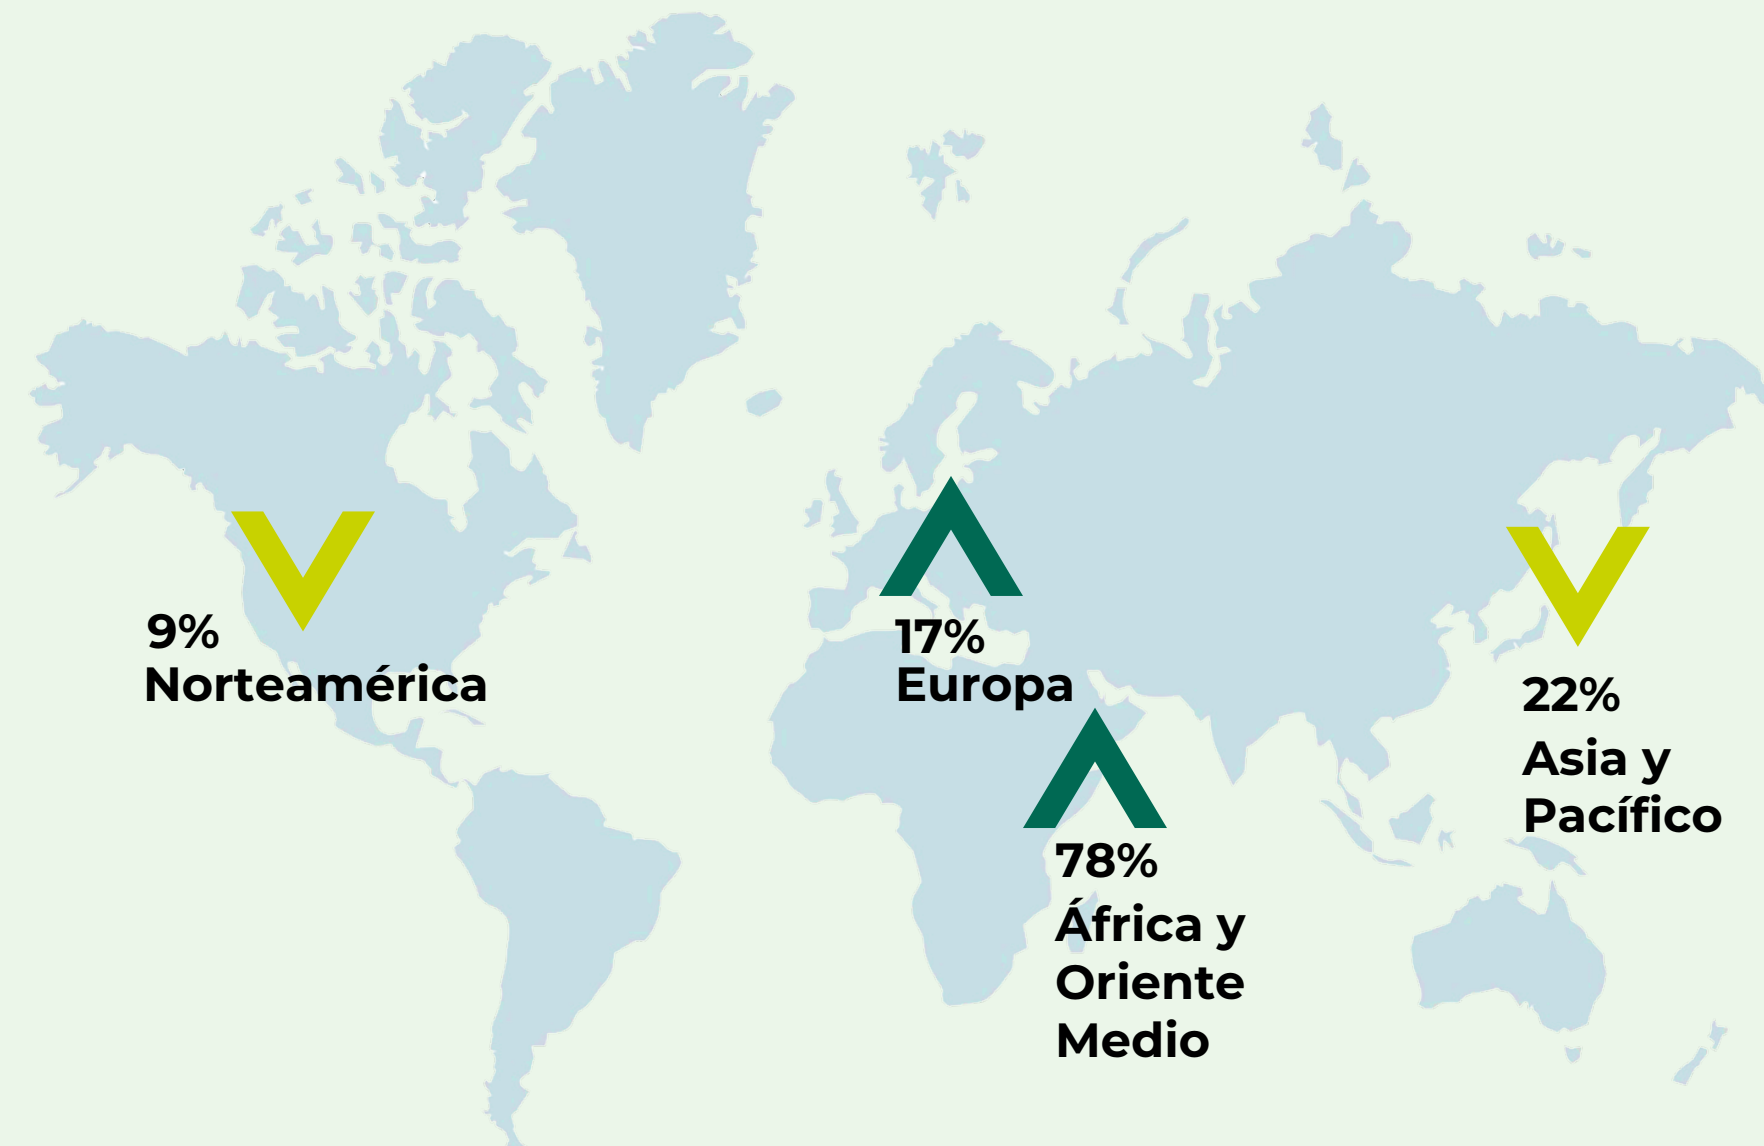 9%
Norteamérica
17%
Europa
78%
África y
Oriente
Medio
22%
Asia y
Pacífico